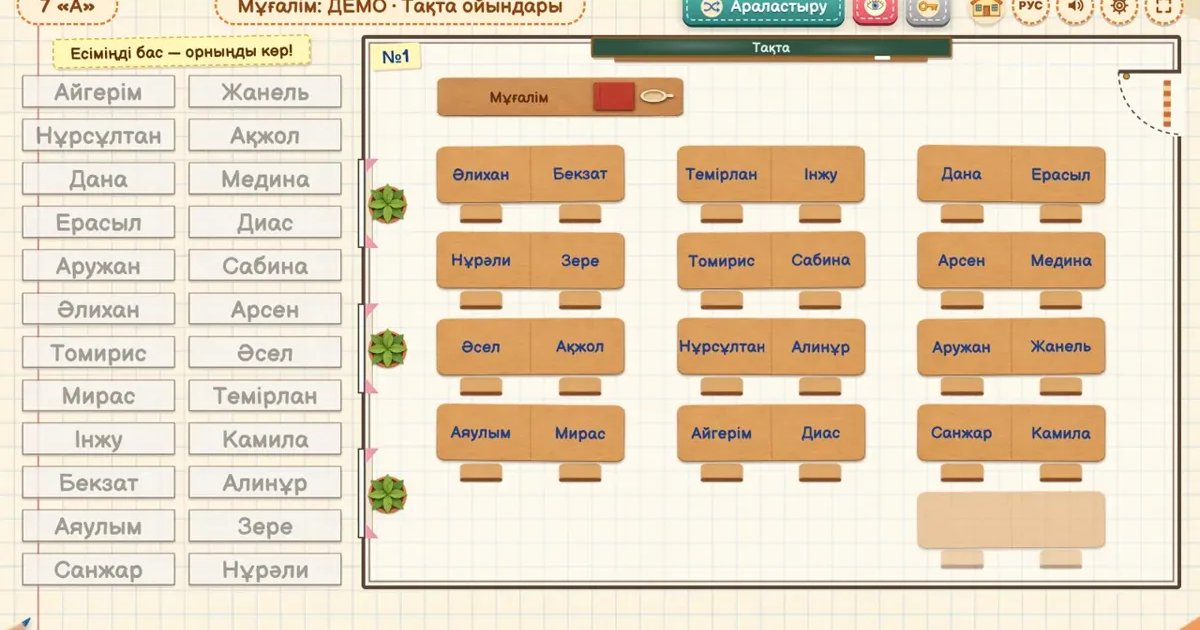 7 «А»
Мұғалім: ДЕМО · Тақта ойындары
Араластыру
РУС
Есіміңді бас — орныңды көр!
Айгерім Жанель
Нұрсұлтан Ақжол
Дана Медина
Ерасыл Диас
Аружан Сабина
Әлихан Арсен
Томирис Әсел
Мирас Темірлан
Інжу Камила
Бекзат Алинұр
Аяулым Зере
Санжар Нұрәли
№1
Тақта
Мұғалім
Әлихан Бекзат Темірлан Інжу Дана Ерасыл
Нұрәли Зере Томирис Сабина Арсен Медина
Әсел Ақжол Нұрсұлтан Алинұр Аружан Жанель
Аяулым Мирас Айгерім Диас Санжар Камила